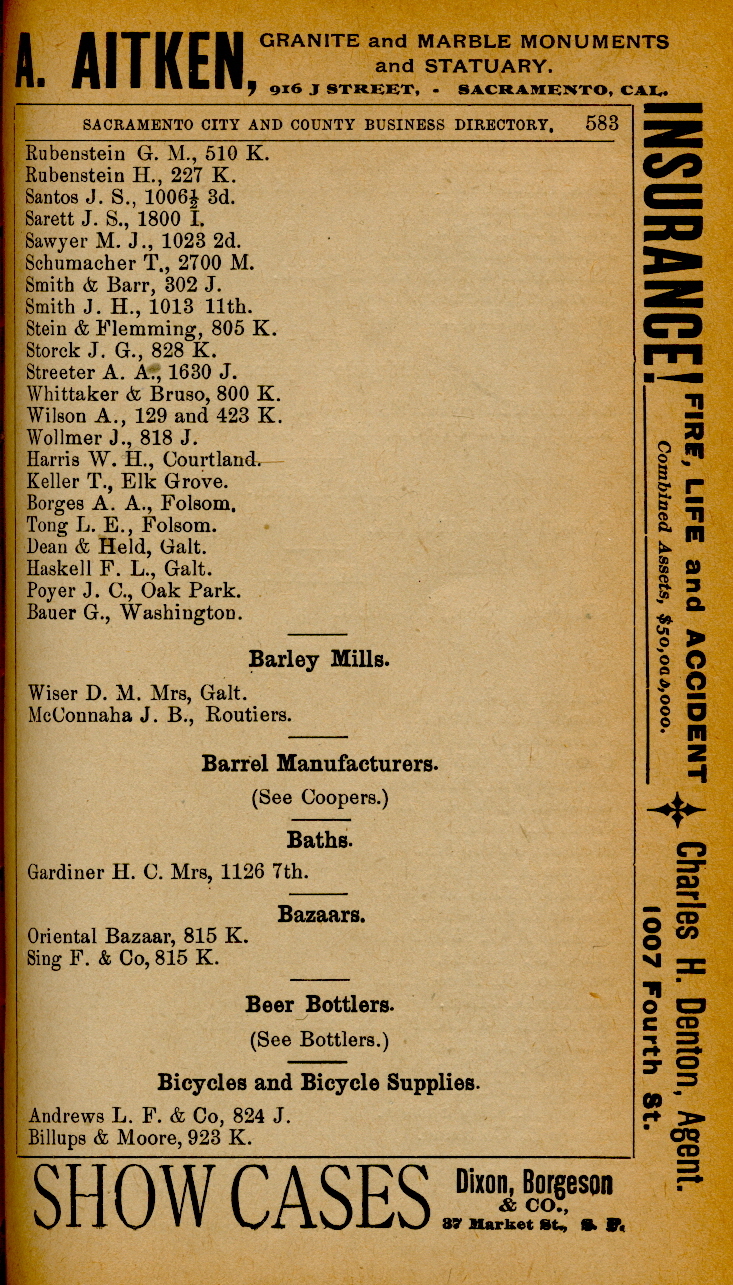 A. AITKEN,
GRANITE and MARBLE MONUMENTS
and STATUARY.
916 J STREET, - SACRAMENTO, CAL.
SACRAMENTO CITY AND COUNTY BUSINESS DIRECTORY. 583
Rubenstein G. M., 510 K.
Rubenstein H., 227 K.
Santos J. S., 1006½ 3d.
Sarett J. S., 1800 I.
Sawyer M. J., 1023 2d.
Schumacher T., 2700 M.
Smith & Barr, 302 J.
Smith J. H., 1013 11th.
Stein & Flemming, 805 K.
Storck J. G., 828 K.
Streeter A. A., 1630 J.
Whittaker & Bruso, 800 K.
Wilson A., 129 and 423 K.
Wollmer J., 818 J.
Harris W. H., Courtland.
Keller T., Elk Grove.
Borges A. A., Folsom.
Tong L. E., Folsom.
Dean & Held, Galt.
Haskell F. L., Galt.
Poyer J. C., Oak Park.
Bauer G., Washington.
Barley Mills.
Wiser D. M. Mrs, Galt.
McConnaha J. B., Routiers.
Barrel Manufacturers.
(See Coopers.)
Baths.
Gardiner H. C. Mrs, 1126 7th.
Bazaars.
Oriental Bazaar, 815 K.
Sing F. & Co, 815 K.
Beer Bottlers.
(See Bottlers.)
Bicycles and Bicycle Supplies.
Andrews L. F. & Co, 824 J.
Billups & Moore, 923 K.
INSURANCE!
FIRE, LIFE and ACCIDENT
Combined Assets, $50,000,000.
Charles H. Denton, Agent.
1007 Fourth St.
SHOW CASES
Dixon, Borgeson
& CO.,
37 Market St., S. F.